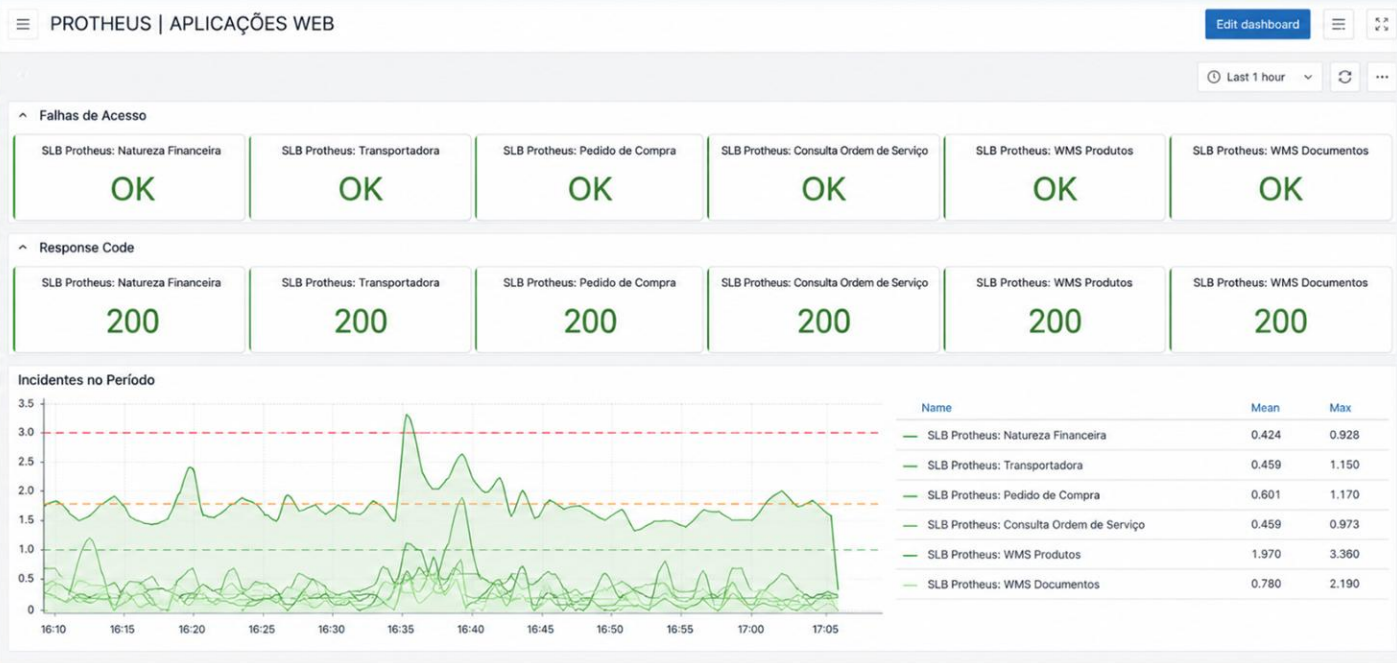 PROTHEUS | APLICAÇÕES WEB
Edit dashboard
Last 1 hour
Falhas de Acesso
SLB Protheus: Natureza Financeira
OK
SLB Protheus: Transportadora
OK
SLB Protheus: Pedido de Compra
OK
SLB Protheus: Consulta Ordem de Serviço
OK
SLB Protheus: WMS Produtos
OK
SLB Protheus: WMS Documentos
OK
Response Code
SLB Protheus: Natureza Financeira
200
SLB Protheus: Transportadora
200
SLB Protheus: Pedido de Compra
200
SLB Protheus: Consulta Ordem de Serviço
200
SLB Protheus: WMS Produtos
200
SLB Protheus: WMS Documentos
200
Incidentes no Período
3.5
3.0
2.5
2.0
1.5
1.0
0.5
0
16:10 16:15 16:20 16:25 16:30 16:35 16:40 16:45 16:50 16:55 17:00 17:05
Name Mean Max
SLB Protheus: Natureza Financeira 0.424 0.928
SLB Protheus: Transportadora 0.459 1.150
SLB Protheus: Pedido de Compra 0.601 1.170
SLB Protheus: Consulta Ordem de Serviço 0.459 0.973
SLB Protheus: WMS Produtos 1.970 3.360
SLB Protheus: WMS Documentos 0.780 2.190